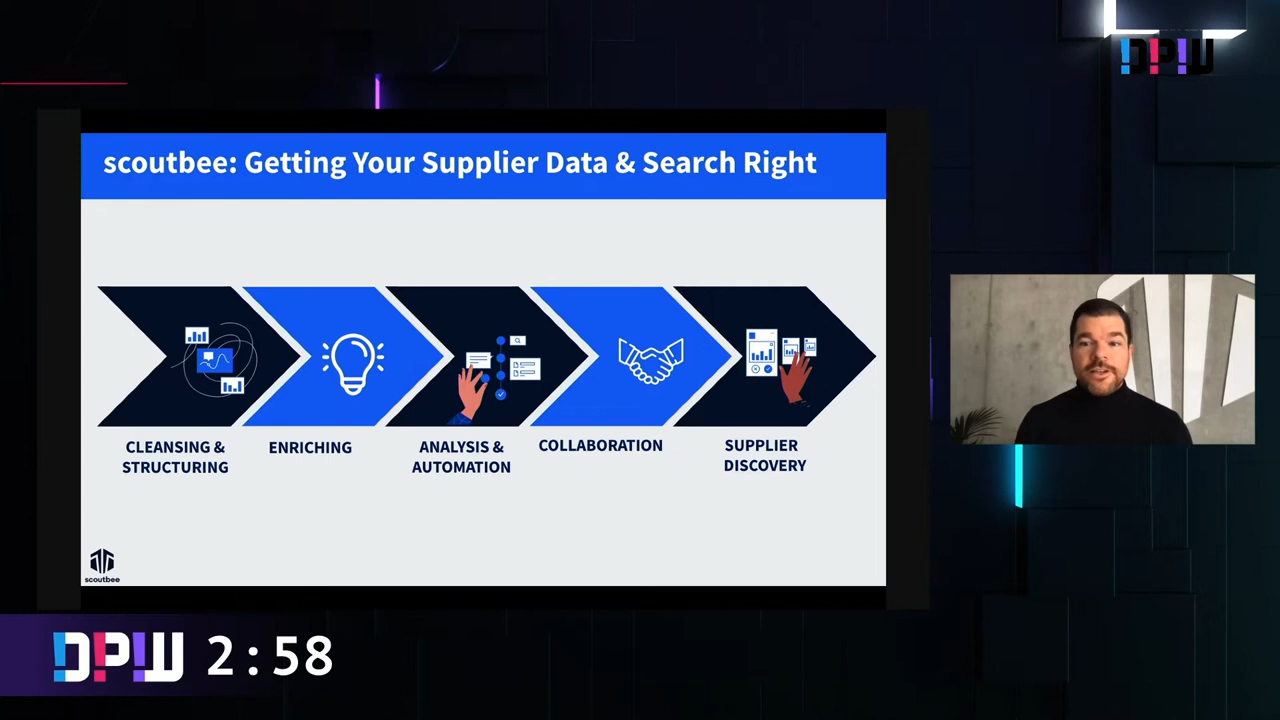 DPW
scoutbee: Getting Your Supplier Data & Search Right
CLEANSING &
STRUCTURING
ENRICHING
ANALYSIS &
AUTOMATION
COLLABORATION
SUPPLIER
DISCOVERY
scoutbee
DPW 2:58